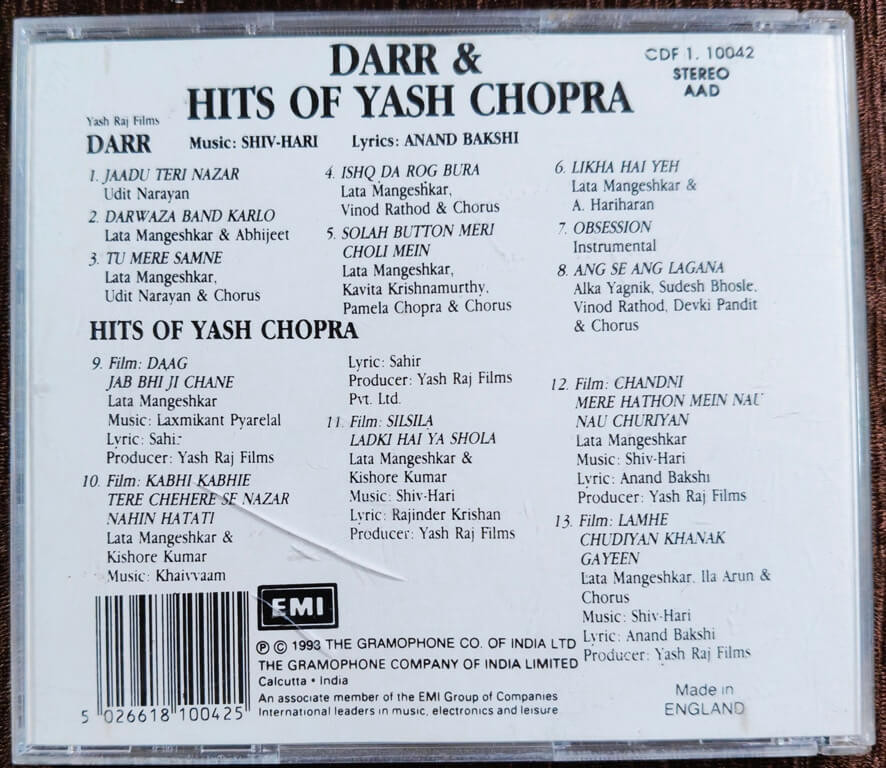 DARR &
HITS OF YASH CHOPRA
CDF 1. 10042
STEREO
AAD
Yash Raj Films
DARR Music: SHIV-HARI Lyrics: ANAND BAKSHI
1. JAADU TERI NAZAR
Udit Narayan
2. DARWAZA BAND KARLO
Lata Mangeshkar & Abhijeet
3. TU MERE SAMNE
Lata Mangeshkar,
Udit Narayan & Chorus
4. ISHQ DA ROG BURA
Lata Mangeshkar,
Vinod Rathod & Chorus
5. SOLAH BUTTON MERI
CHOLI MEIN
Lata Mangeshkar,
Kavita Krishnamurthy,
Pamela Chopra & Chorus
6. LIKHA HAI YEH
Lata Mangeshkar &
A. Hariharan
7. OBSESSION
Instrumental
8. ANG SE ANG LAGANA
Alka Yagnik, Sudesh Bhosle,
Vinod Rathod, Devki Pandit
& Chorus
HITS OF YASH CHOPRA
9. Film: DAAG
JAB BHI JI CHANE
Lata Mangeshkar
Music: Laxmikant Pyarelal
Lyric: Sahir
Producer: Yash Raj Films
10. Film: KABHI KABHIE
TERE CHEHERE SE NAZAR
NAHIN HATATI
Lata Mangeshkar &
Kishore Kumar
Music: Khaiyyaam
Lyric: Sahir
Producer: Yash Raj Films
Pvt. Ltd.
11. Film: SILSILA
LADKI HAI YA SHOLA
Lata Mangeshkar &
Kishore Kumar
Music: Shiv-Hari
Lyric: Rajinder Krishan
Producer: Yash Raj Films
12. Film: CHANDNI
MERE HATHON MEIN NAU
NAU CHURIYAN
Lata Mangeshkar
Music: Shiv-Hari
Lyric: Anand Bakshi
Producer: Yash Raj Films
13. Film: LAMHE
CHUDIYAN KHANAK
GAYEEN
Lata Mangeshkar, Ila Arun &
Chorus
Music: Shiv-Hari
Lyric: Anand Bakshi
Producer: Yash Raj Films
EMI
℗ © 1993 THE GRAMOPHONE CO. OF INDIA LTD
THE GRAMOPHONE COMPANY OF INDIA LIMITED
Calcutta • India
An associate member of the EMI Group of Companies
International leaders in music, electronics and leisure
5 026618 100425
Made in
ENGLAND